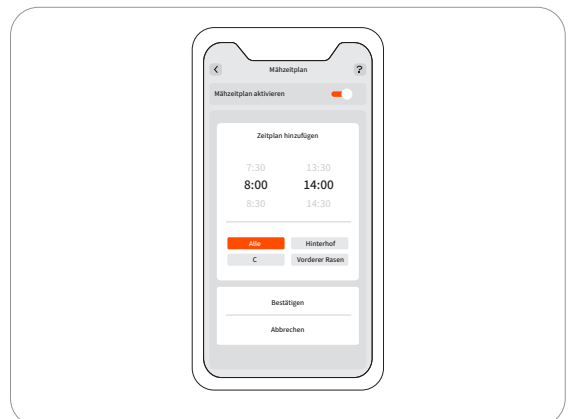 Mähzeitplan ?
Mähzeitplan aktivieren
Zeitplan hinzufügen
7:30 13:30
8:00 14:00
8:30 14:30
Alle Hinterhof
C Vorderer Rasen
Bestätigen
Abbrechen